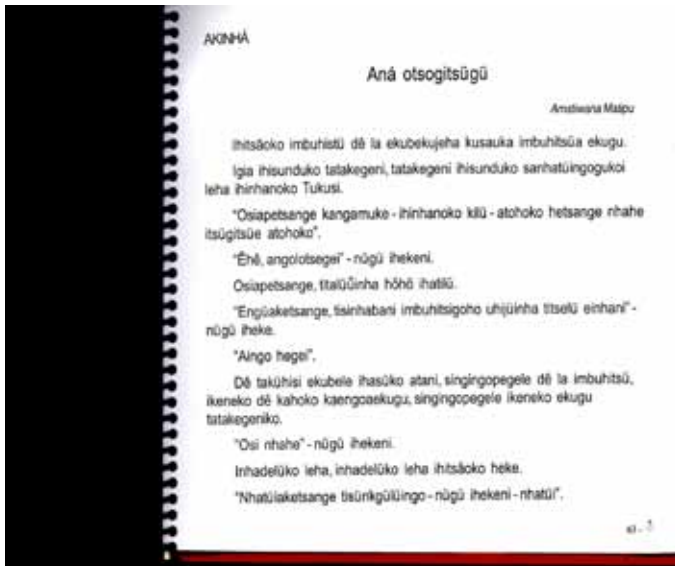 AKINHÁ
Aná otsogitsügü
Amatiwana Matipu
Ihitsãoko imbuhistü dê la ekubekujeha kusauka imbuhitsüa ekugu.
Igia ihisunduko tatakegeni, tatakegeni ihisunduko sanhatüingogukoi
leha ihinhanoko Tukusi.
"Osiapetsange kangamuke - ihinhanoko kilü - atohoko hetsange nhahe
itsügitsüe atohoko".
"Êhê, angolotsegei" - nügü ihekeni.
Osiapetsange, titalüüinha hõhõ ihatilü.
"Engüaketsange, tisinhabani imbuhitsigoho uhijüinha titselü einhani" -
nügü iheke.
"Aingo hegei".
Dê takühisi ekubele ihasüko atani, singingopegele dê la imbuhitsü,
ikeneko dê kahoko kaengoaekugu, singingopegele ikeneko ekugu
tatakegeniko.
"Osi nhahe" - nügü ihekeni.
Inhadelüko leha, inhadelüko leha ihitsãoko heke.
"Nhatüiaketsange tisünkgülüingo - nügü ihekeni - nhatüi".